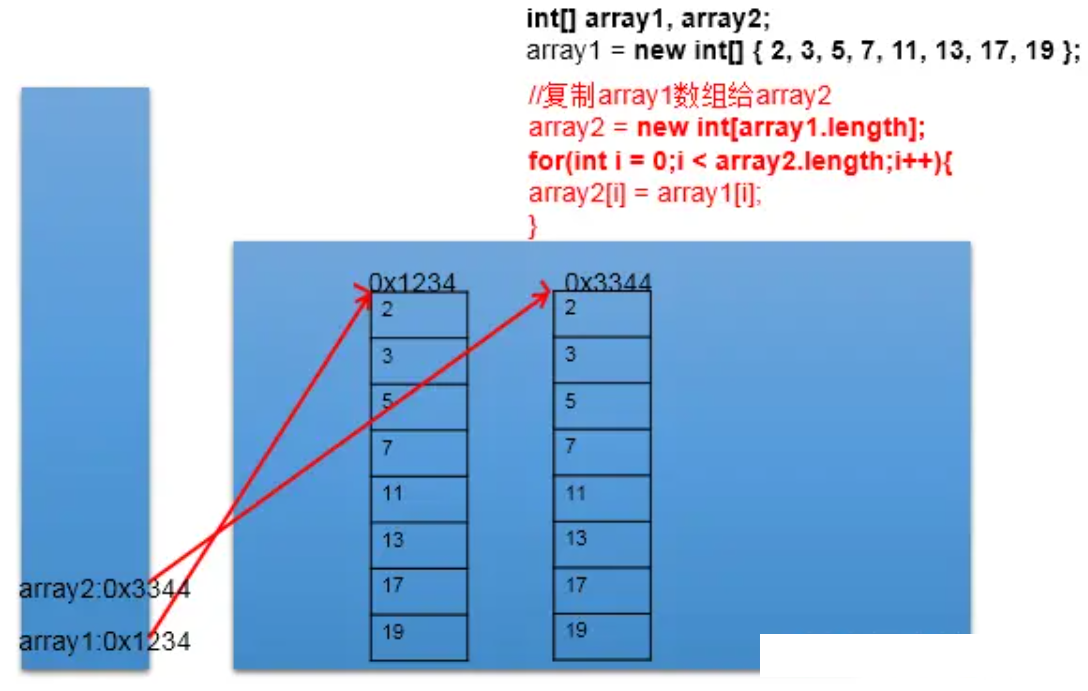 int[] array1, array2;
array1 = new int[] { 2, 3, 5, 7, 11, 13, 17, 19 };
//复制array1数组给array2
array2 = new int[array1.length];
for(int i = 0;i < array2.length;i++){
array2[i] = array1[i];
}
0x1234 0x3344
2 2
3 3
5 5
7 7
11 11
13 13
17 17
19 19
array2:0x3344
array1:0x1234